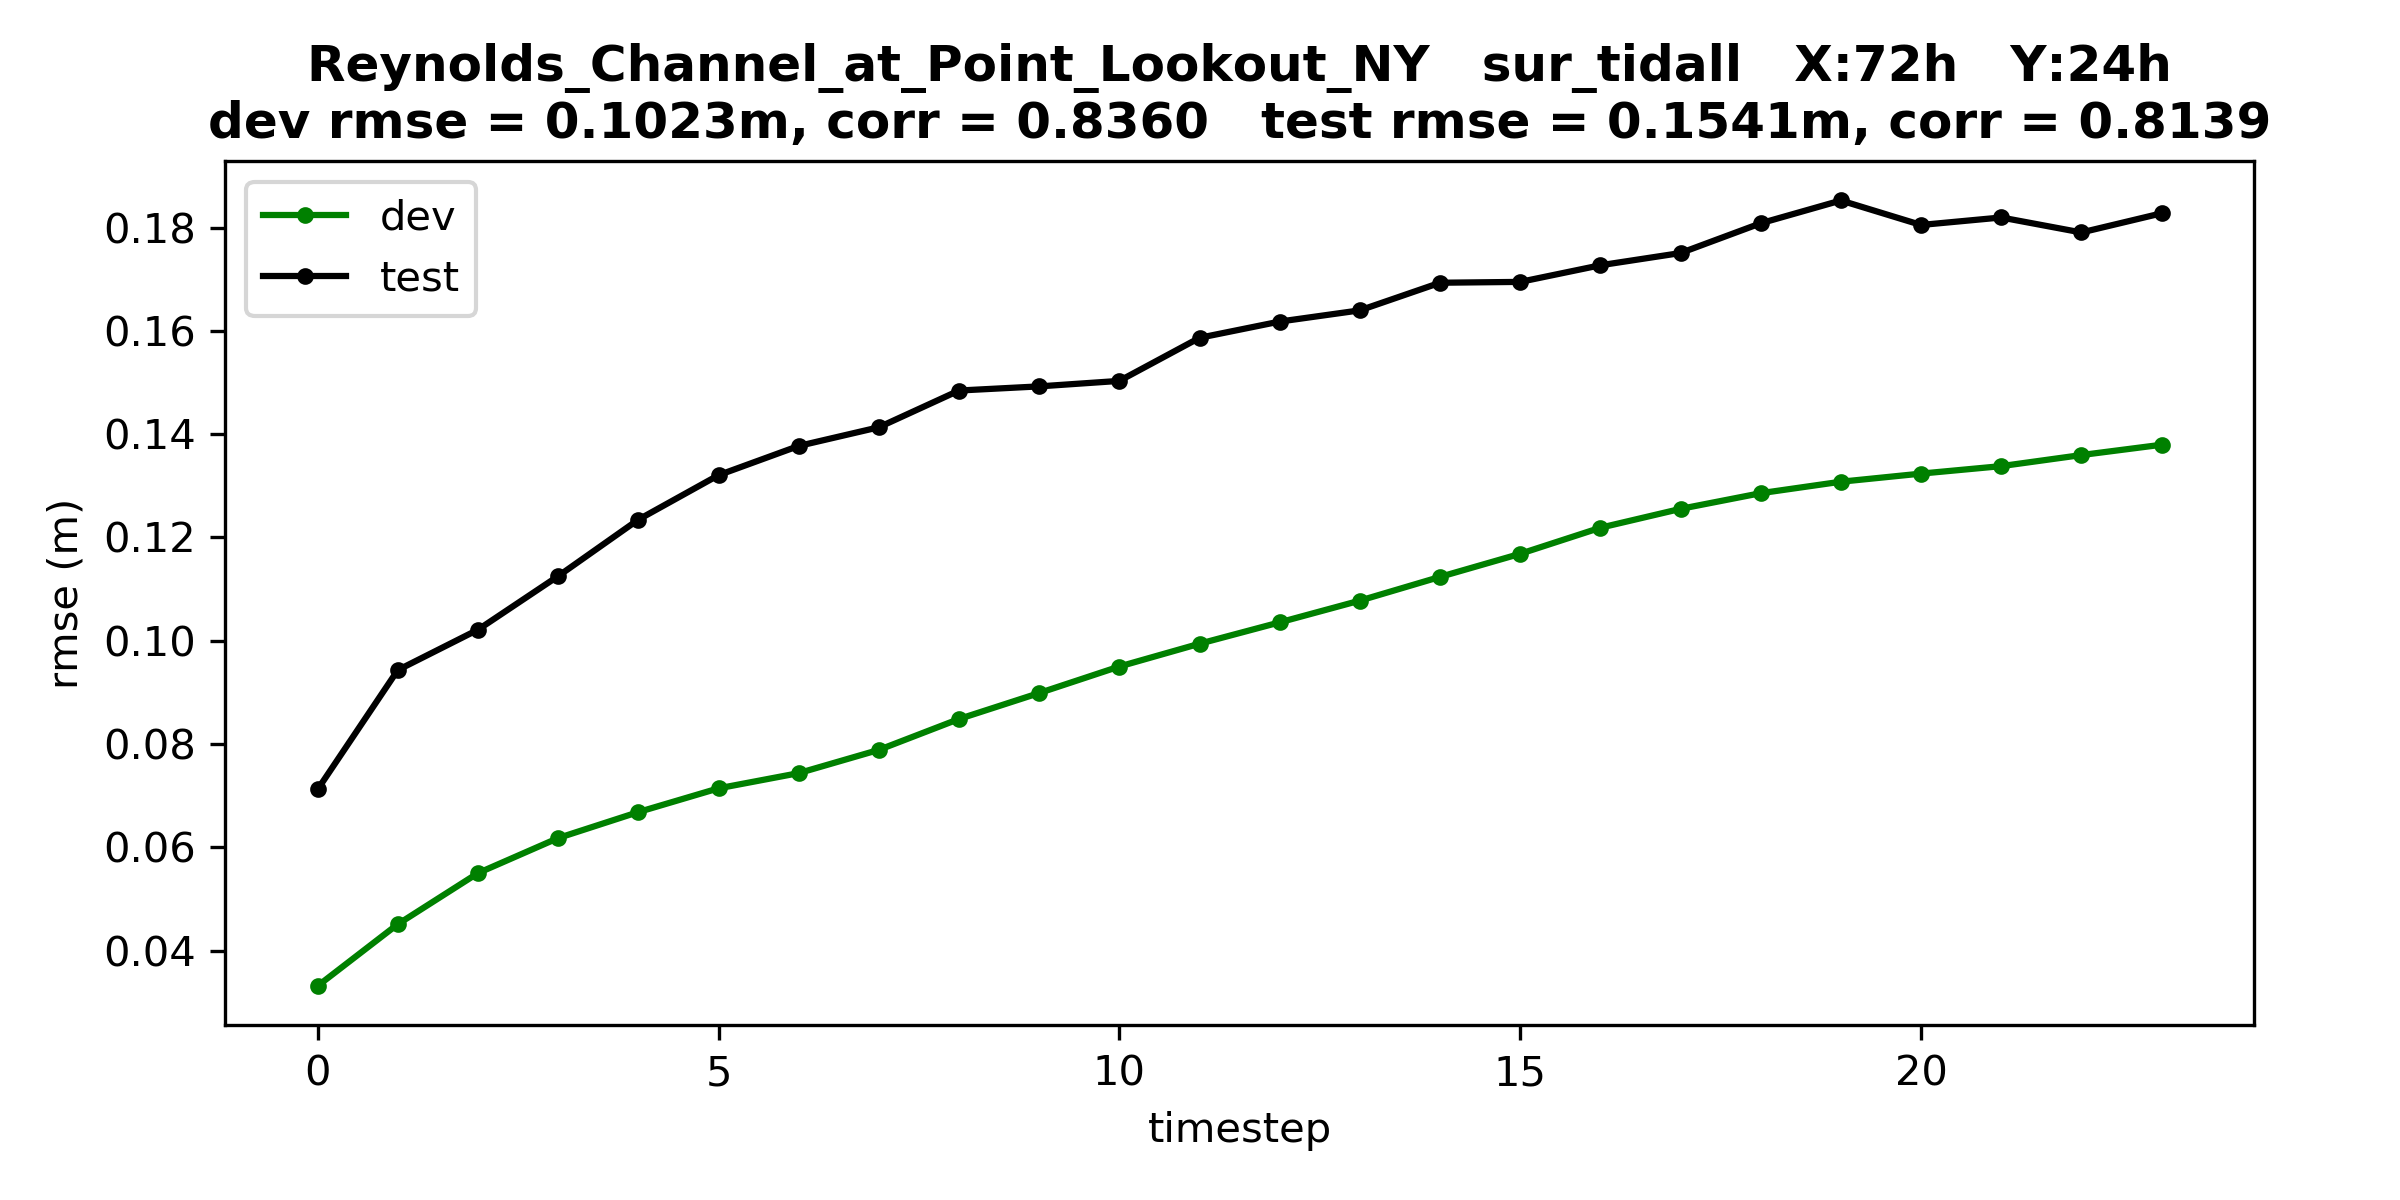 Reynolds_Channel_at_Point_Lookout_NY   sur_tidall   X:72h   Y:24h
dev rmse = 0.1023m, corr = 0.8360   test rmse = 0.1541m, corr = 0.8139
dev
test
0.18
0.16
0.14
0.12
0.10
0.08
0.06
0.04
rmse (m)
0 5 10 15 20
timestep